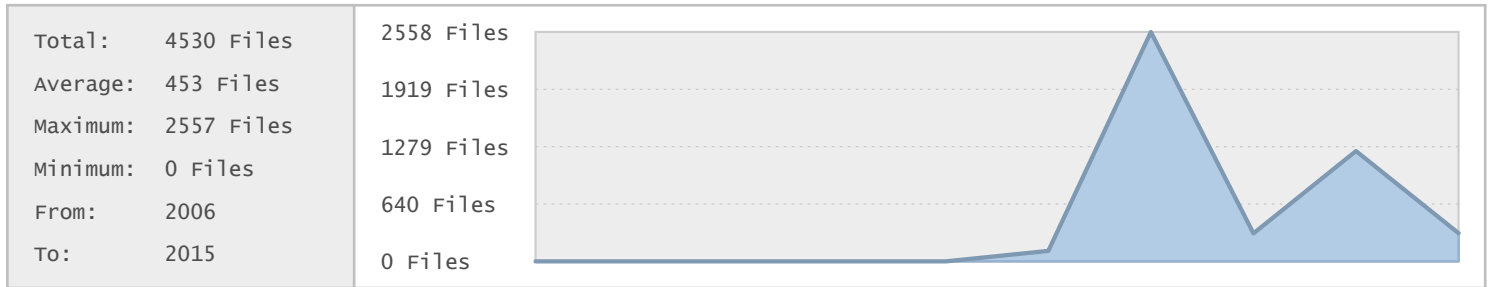 Total: 4530 Files
Average: 453 Files
Maximum: 2557 Files
Minimum: 0 Files
From: 2006
To: 2015
2558 Files
1919 Files
1279 Files
640 Files
0 Files